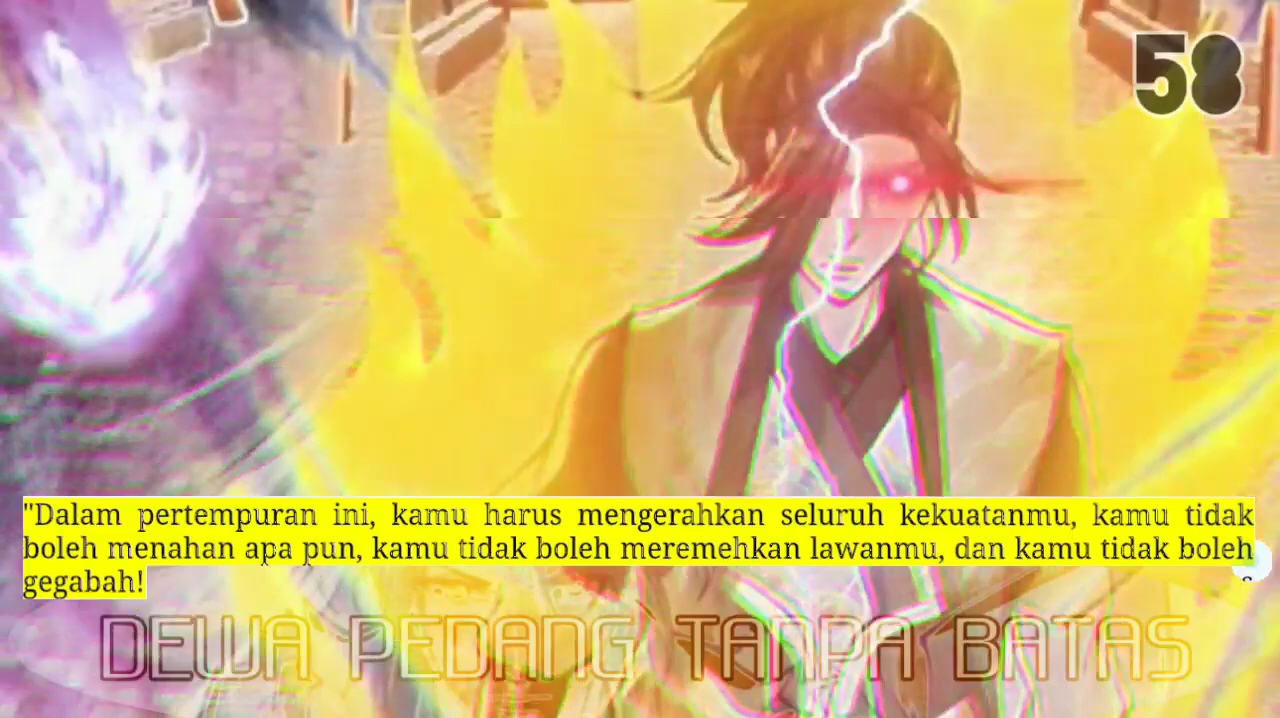 58
"Dalam pertempuran ini, kamu harus mengerahkan seluruh kekuatanmu, kamu tidak
boleh menahan apa pun, kamu tidak boleh meremehkan lawanmu, dan kamu tidak boleh
gegabah!
DEWA PEDANG TANPA BATAS